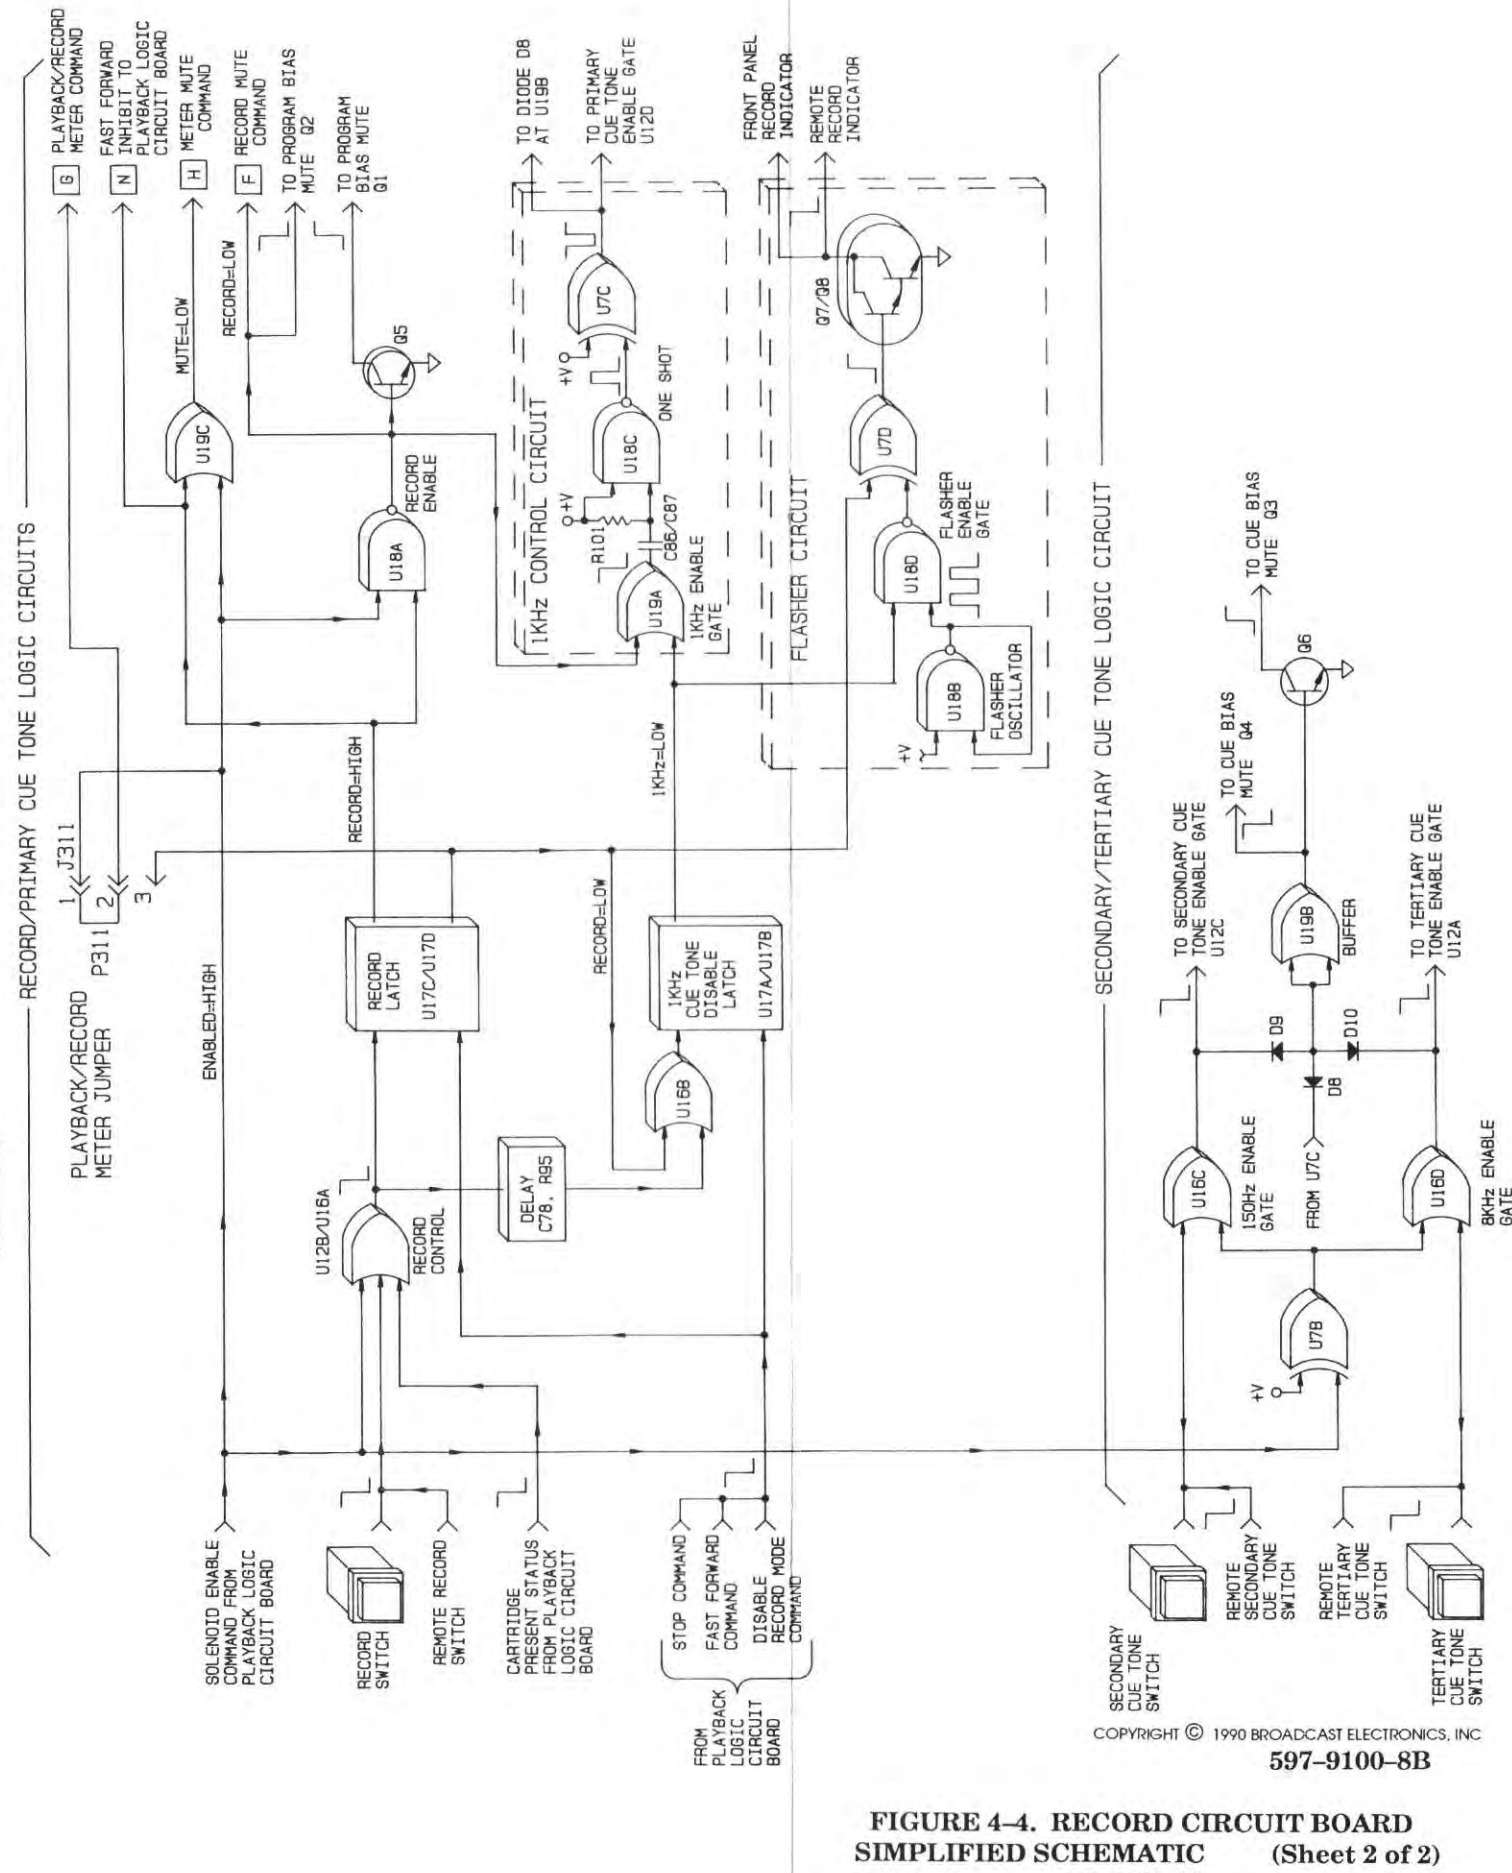 RECORD/PRIMARY CUE TONE LOGIC CIRCUITS
G
PLAYBACK/RECORD
METER COMMAND
N
FAST FORWARD
INHIBIT TO
PLAYBACK LOGIC
CIRCUIT BOARD
H
METER MUTE
COMMAND
F
RECORD MUTE
COMMAND
TO PROGRAM BIAS
MUTE Q2
TO PROGRAM
BIAS MUTE
Q1
TO DIODE D8
AT U19B
TO PRIMARY
CUE TONE
ENABLE GATE
U12D
FRONT PANEL
RECORD
INDICATOR
REMOTE
RECORD
INDICATOR
MUTE=LOW
RECORD=LOW
U19C
Q5
U18A
RECORD
ENABLE
1KHz CONTROL CIRCUIT
U7C
+V
U18C
ONE SHOT
+V
R101
C86/C87
U19A
1KHz ENABLE
GATE
FLASHER CIRCUIT
Q7/Q8
U7D
U18D
FLASHER
ENABLE
GATE
U18B
FLASHER
OSCILLATOR
+V
PLAYBACK/RECORD
METER JUMPER
P311
J311
1
2
3
ENABLED=HIGH
RECORD=HIGH
RECORD=LOW
1KHz=LOW
RECORD
LATCH
U17C/U17D
1KHz
CUE TONE
DISABLE
LATCH
U17A/U17B
U16B
DELAY
C78, R95
U12B/U16A
RECORD
CONTROL
SOLENOID ENABLE
COMMAND FROM
PLAYBACK LOGIC
CIRCUIT BOARD
RECORD
SWITCH
REMOTE RECORD
SWITCH
CARTRIDGE
PRESENT STATUS
FROM PLAYBACK
LOGIC CIRCUIT
BOARD
STOP COMMAND
FAST FORWARD
COMMAND
DISABLE
RECORD MODE
COMMAND
FROM
PLAYBACK
LOGIC
CIRCUIT
BOARD
SECONDARY/TERTIARY CUE TONE LOGIC CIRCUIT
TO CUE BIAS
MUTE Q3
Q6
TO CUE BIAS
MUTE Q4
TO SECONDARY CUE
TONE ENABLE GATE
U12C
U19B
BUFFER
TO TERTIARY CUE
TONE ENABLE GATE
U12A
D9
D10
D8
U16C
150Hz ENABLE
GATE
FROM U7C
U16D
8KHz ENABLE
GATE
U7B
+V
SECONDARY
CUE TONE
SWITCH
REMOTE
SECONDARY
CUE TONE
SWITCH
REMOTE
TERTIARY
CUE TONE
SWITCH
TERTIARY
CUE TONE
SWITCH
COPYRIGHT © 1990 BROADCAST ELECTRONICS, INC
597-9100-8B
FIGURE 4-4. RECORD CIRCUIT BOARD
SIMPLIFIED SCHEMATIC (Sheet 2 of 2)